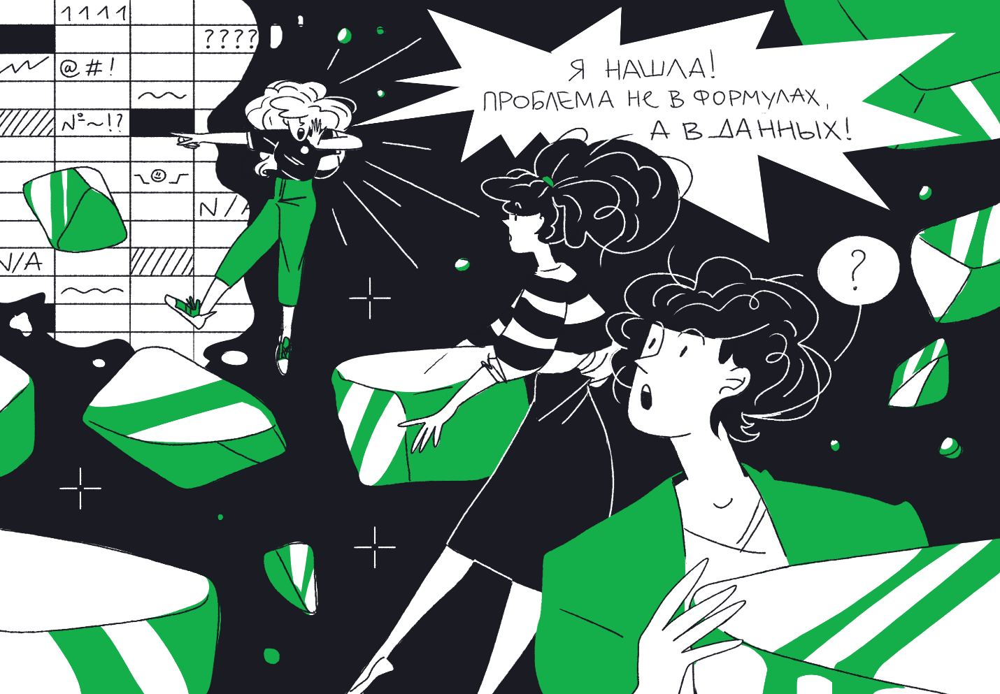 1111
????
@#!
№~!?
N/A
N/A
Я НАШЛА!
ПРОБЛЕМА НЕ В ФОРМУЛАХ,
А В ДАННЫХ!
?